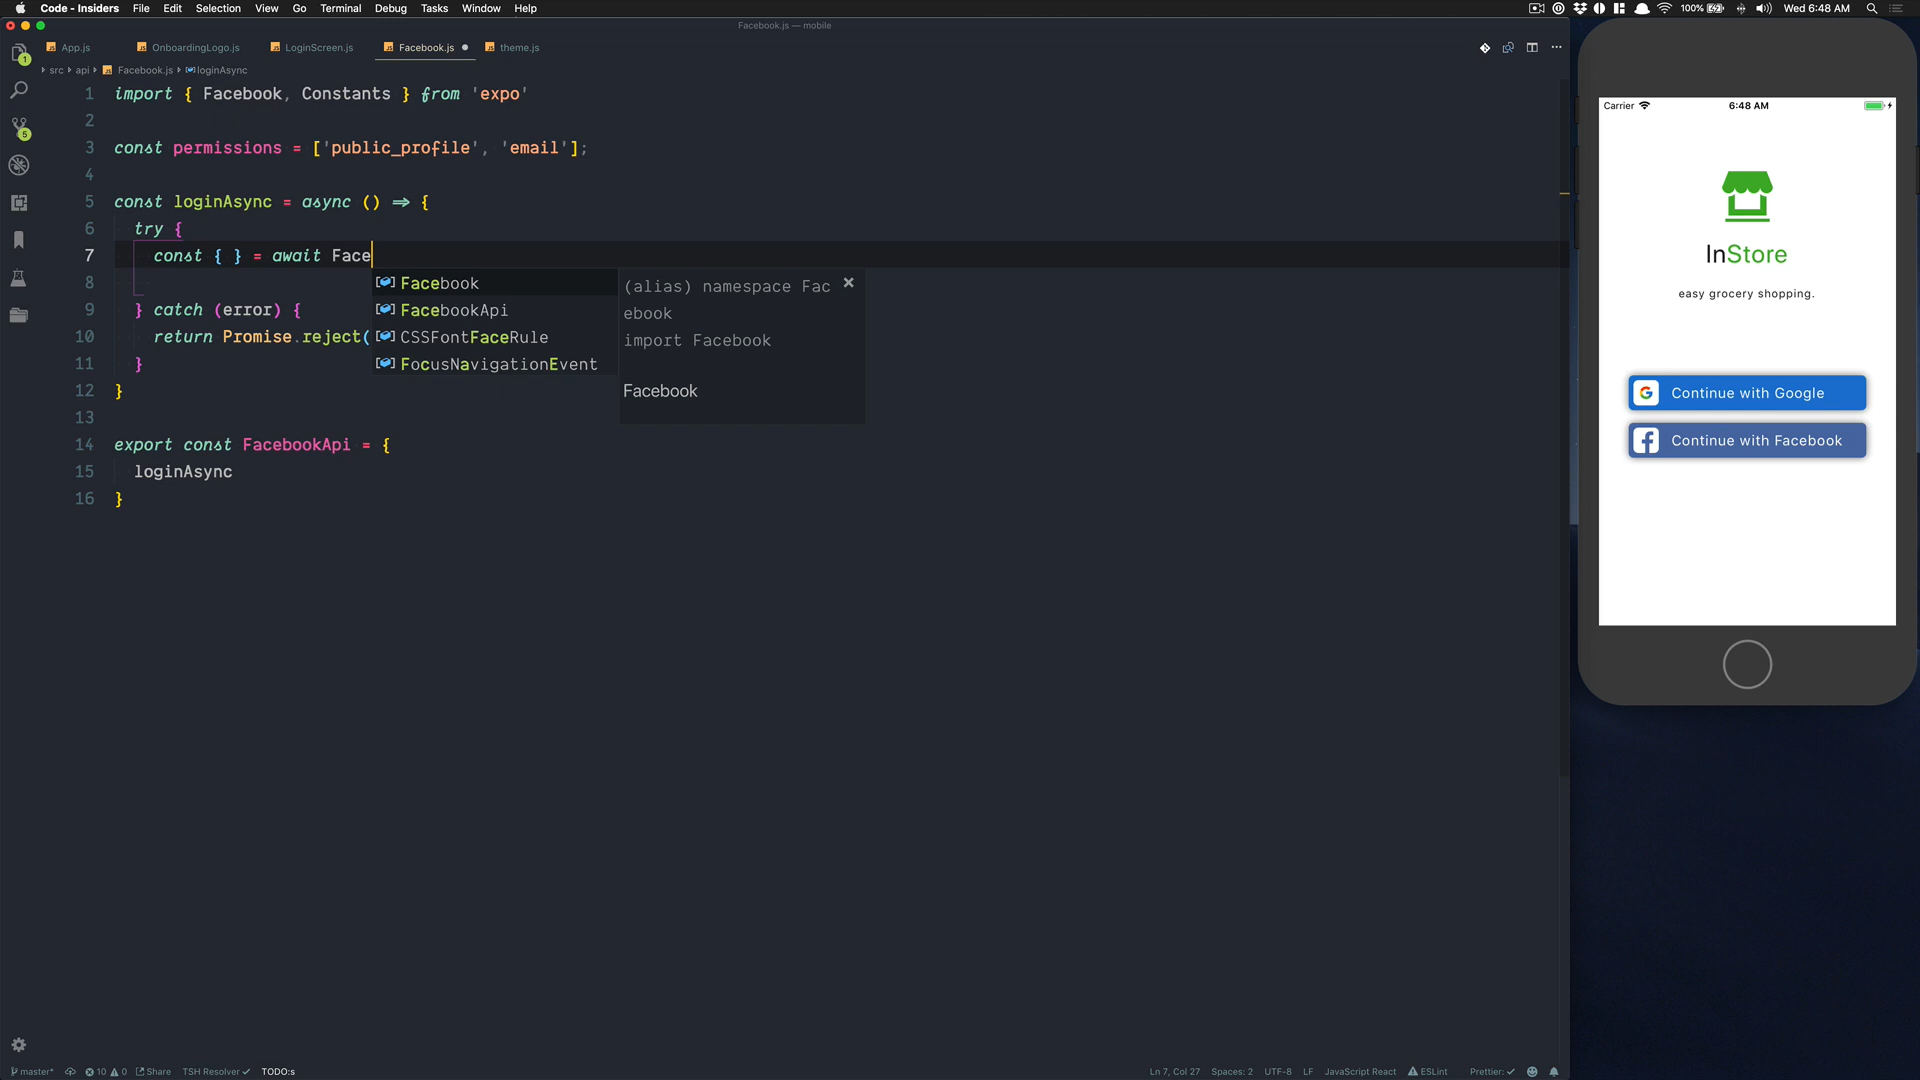 Code - Insiders File Edit Selection View Go Terminal Debug Tasks Window Help
100% Wed 6:48 AM
Facebook.js — mobile
App.js OnboardingLogo.js LoginScreen.js Facebook.js theme.js
src api Facebook.js loginAsync
1 import { Facebook, Constants } from 'expo'
2
3 const permissions = ['public_profile', 'email'];
4
5 const loginAsync = async () => {
6 try {
7 const { } = await Face
8
9 } catch (error) {
10 return Promise.reject(
11 }
12 }
13
14 export const FacebookApi = {
15 loginAsync
16 }
Facebook
FacebookApi
CSSFontFaceRule
FocusNavigationEvent
(alias) namespace Fac
ebook
import Facebook
Facebook
1
5
master* 10 0 Share TSH Resolver TODO:s
Ln 7, Col 27 Spaces: 2 UTF-8 LF JavaScript React ESLint Prettier:
Carrier 6:48 AM
InStore
easy grocery shopping.
G Continue with Google
f Continue with Facebook